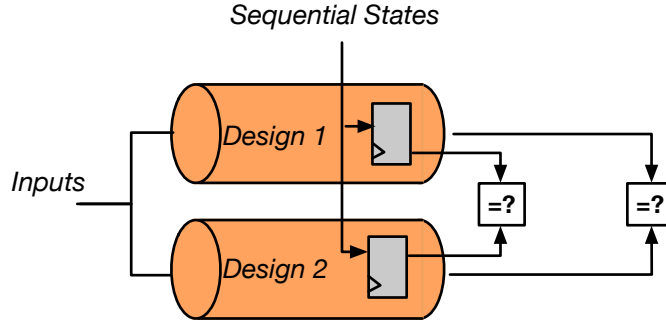 Sequential States
Design 1
Inputs
=?
=?
Design 2